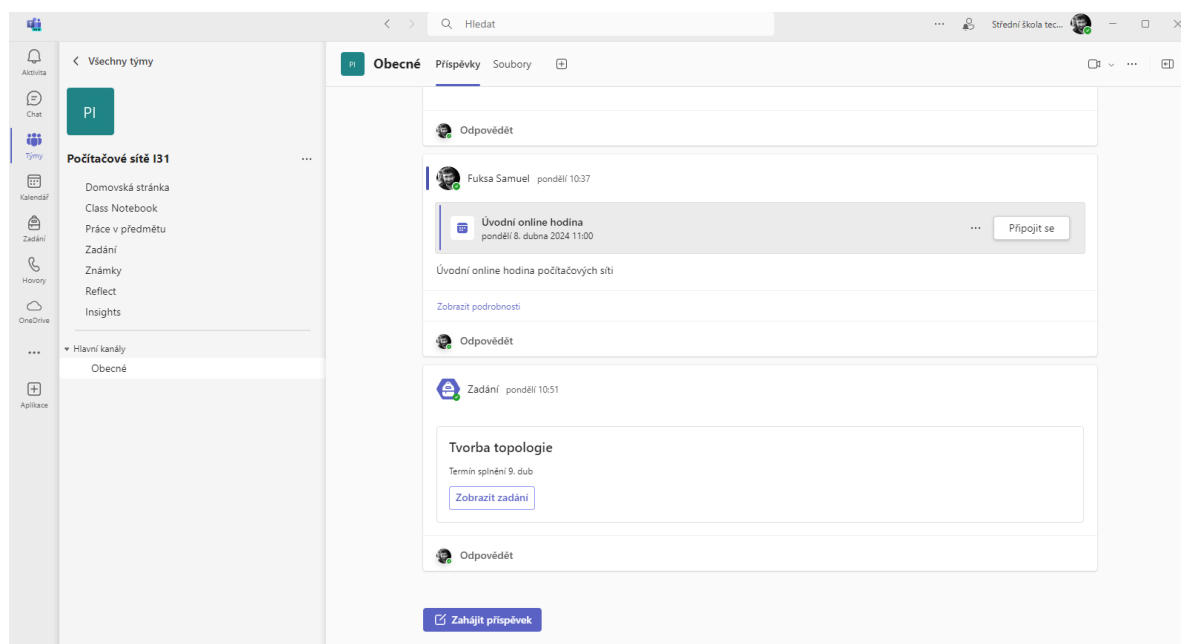 Hledat
Střední škola tec...
Aktivita
Chat
Týmy
Kalendář
Zadání
Hovory
OneDrive
Aplikace
Všechny týmy
PI
Počítačové sítě I31
Domovská stránka
Class Notebook
Práce v předmětu
Zadání
Známky
Reflect
Insights
Hlavní kanály
Obecné
PI Obecné Příspěvky Soubory
Odpovědět
Fuksa Samuel pondělí 10:37
Úvodní online hodina
pondělí 8. dubna 2024 11:00
Připojit se
Úvodní online hodina počítačových síti
Zobrazit podrobnosti
Odpovědět
Zadání pondělí 10:51
Tvorba topologie
Termín splnění 9. dub
Zobrazit zadání
Odpovědět
Zahájit příspěvek